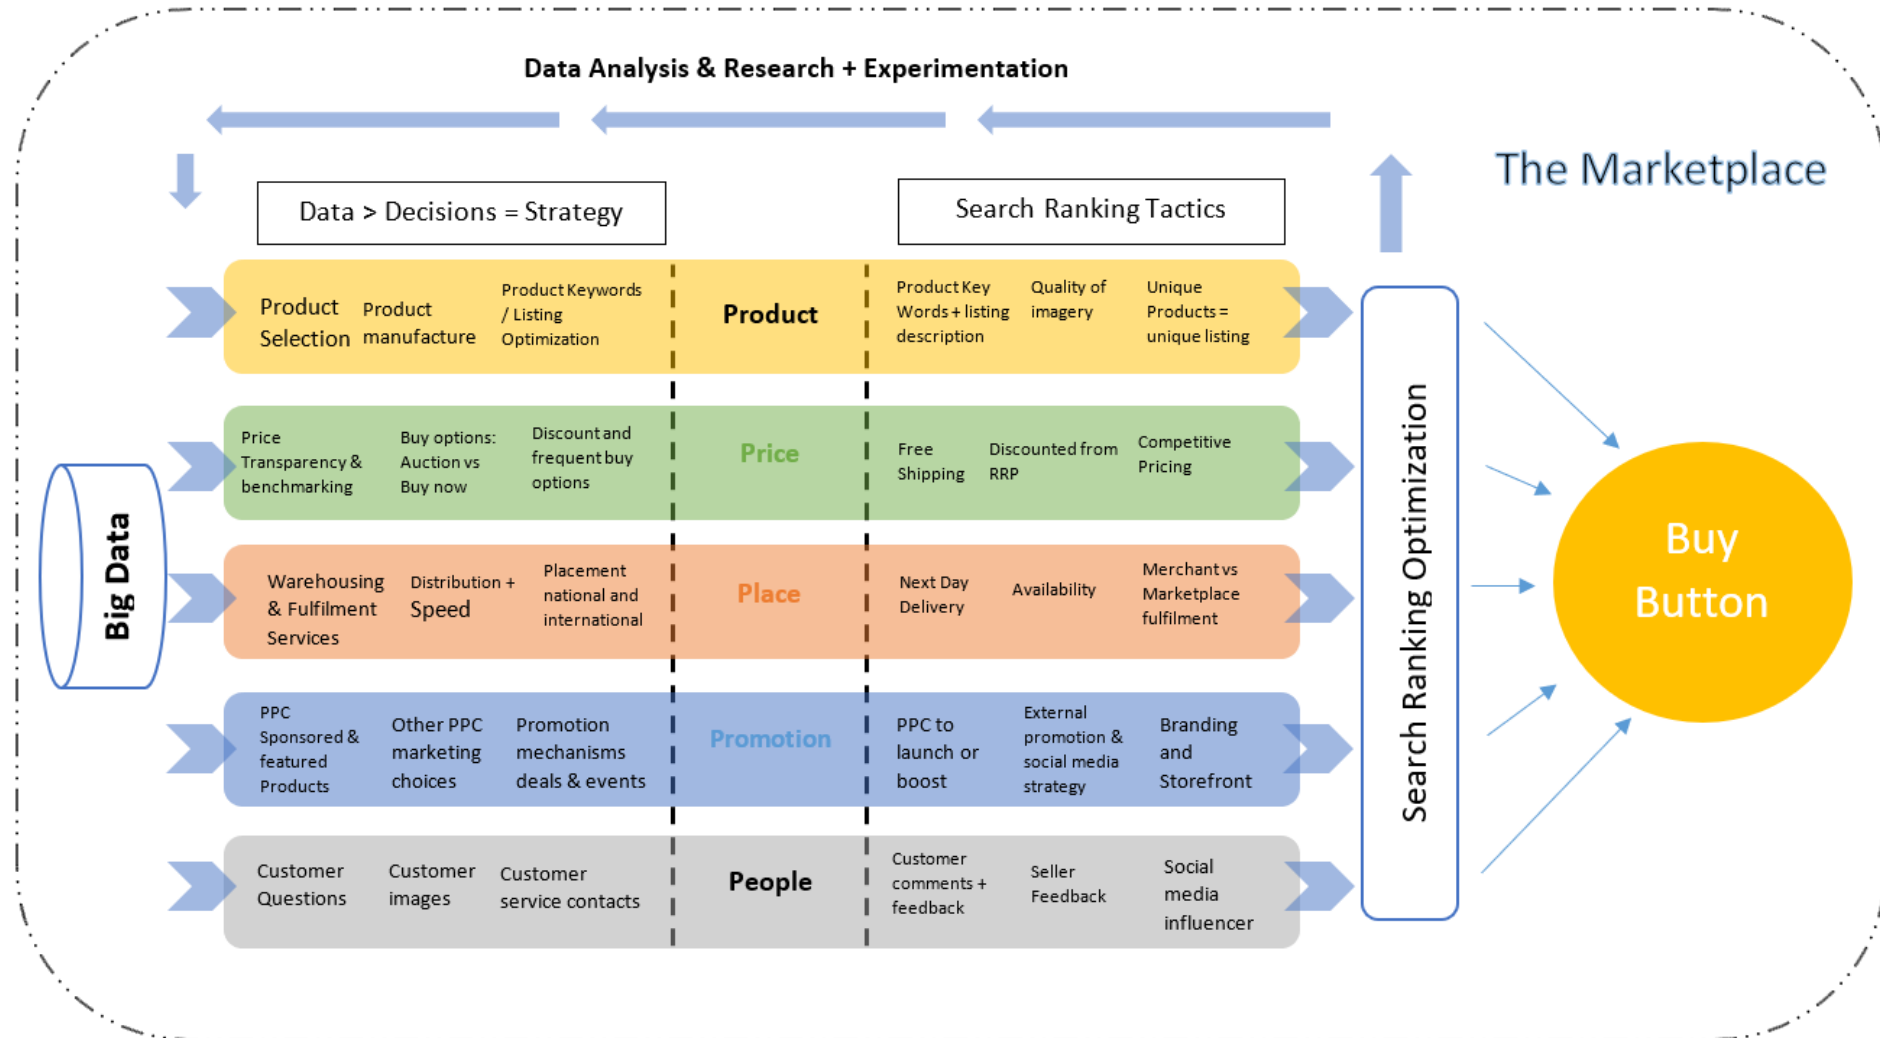 Data Analysis & Research + Experimentation
The Marketplace
Data > Decisions = Strategy
Search Ranking Tactics
Product
Selection
Product
manufacture
Product Keywords
/ Listing
Optimization
Product
Product Key
Words + listing
description
Quality of
imagery
Unique
Products =
unique listing
Price
Transparency &
benchmarking
Buy options:
Auction vs
Buy now
Discount and
frequent buy
options
Price
Free
Shipping
Discounted from
RRP
Competitive
Pricing
Big Data
Warehousing
& Fulfilment
Services
Distribution +
Speed
Placement
national and
international
Place
Next Day
Delivery
Availability
Merchant vs
Marketplace
fulfilment
PPC
Sponsored &
featured
Products
Other PPC
marketing
choices
Promotion
mechanisms
deals & events
Promotion
PPC to
launch or
boost
External
promotion &
social media
strategy
Branding
and
Storefront
Customer
Questions
Customer
images
Customer
service contacts
People
Customer
comments +
feedback
Seller
Feedback
Social
media
influencer
Search Ranking Optimization
Buy
Button